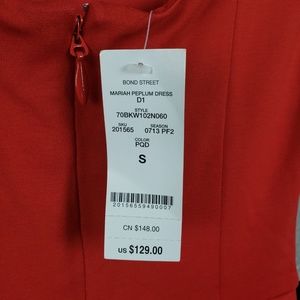 BOND STREET
MARIAH PEPLUM DRESS
D1
STYLE
70BKW102N060
SKU SEASON
201565 0713 PF2
COLOR
PQD
S
20156559490007
CN $148.00
US $129.00